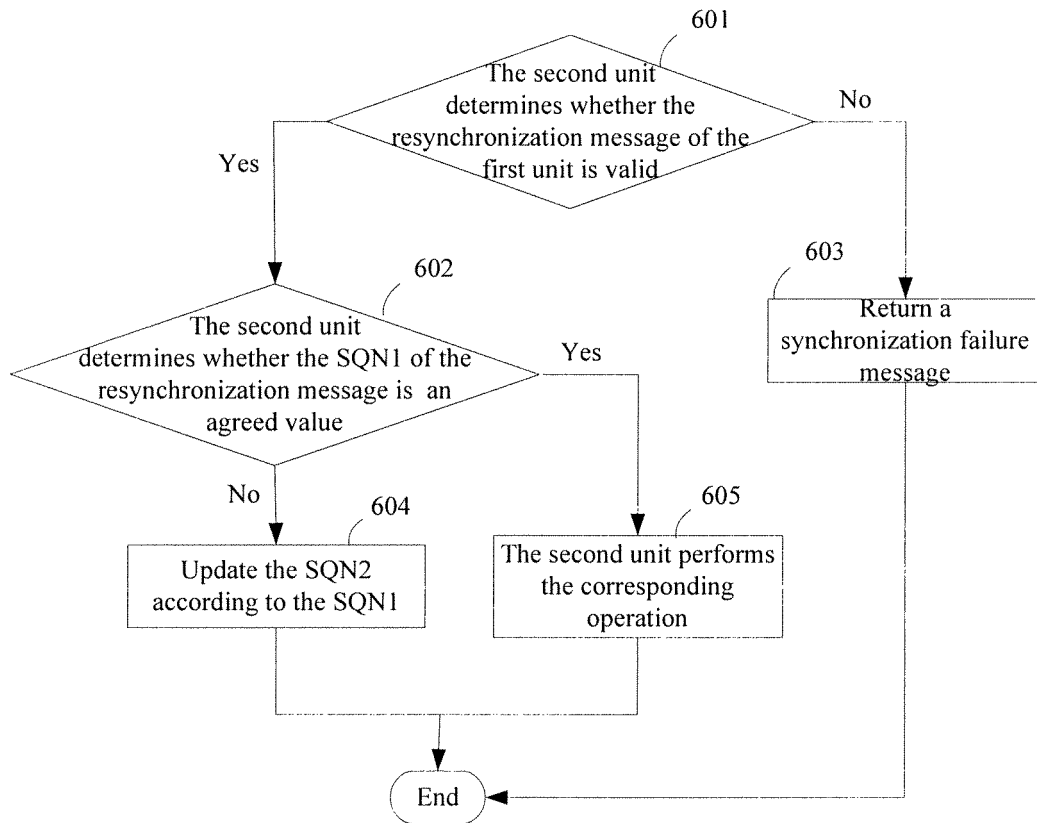 601
The second unit
determines whether the
resynchronization message of the
first unit is valid
No
Yes
602
603
The second unit
determines whether the SQN1 of the
resynchronization message is an
agreed value
Yes
Return a
synchronization failure
message
No
604
605
Update the SQN2
according to the SQN1
The second unit performs
the corresponding
operation
End